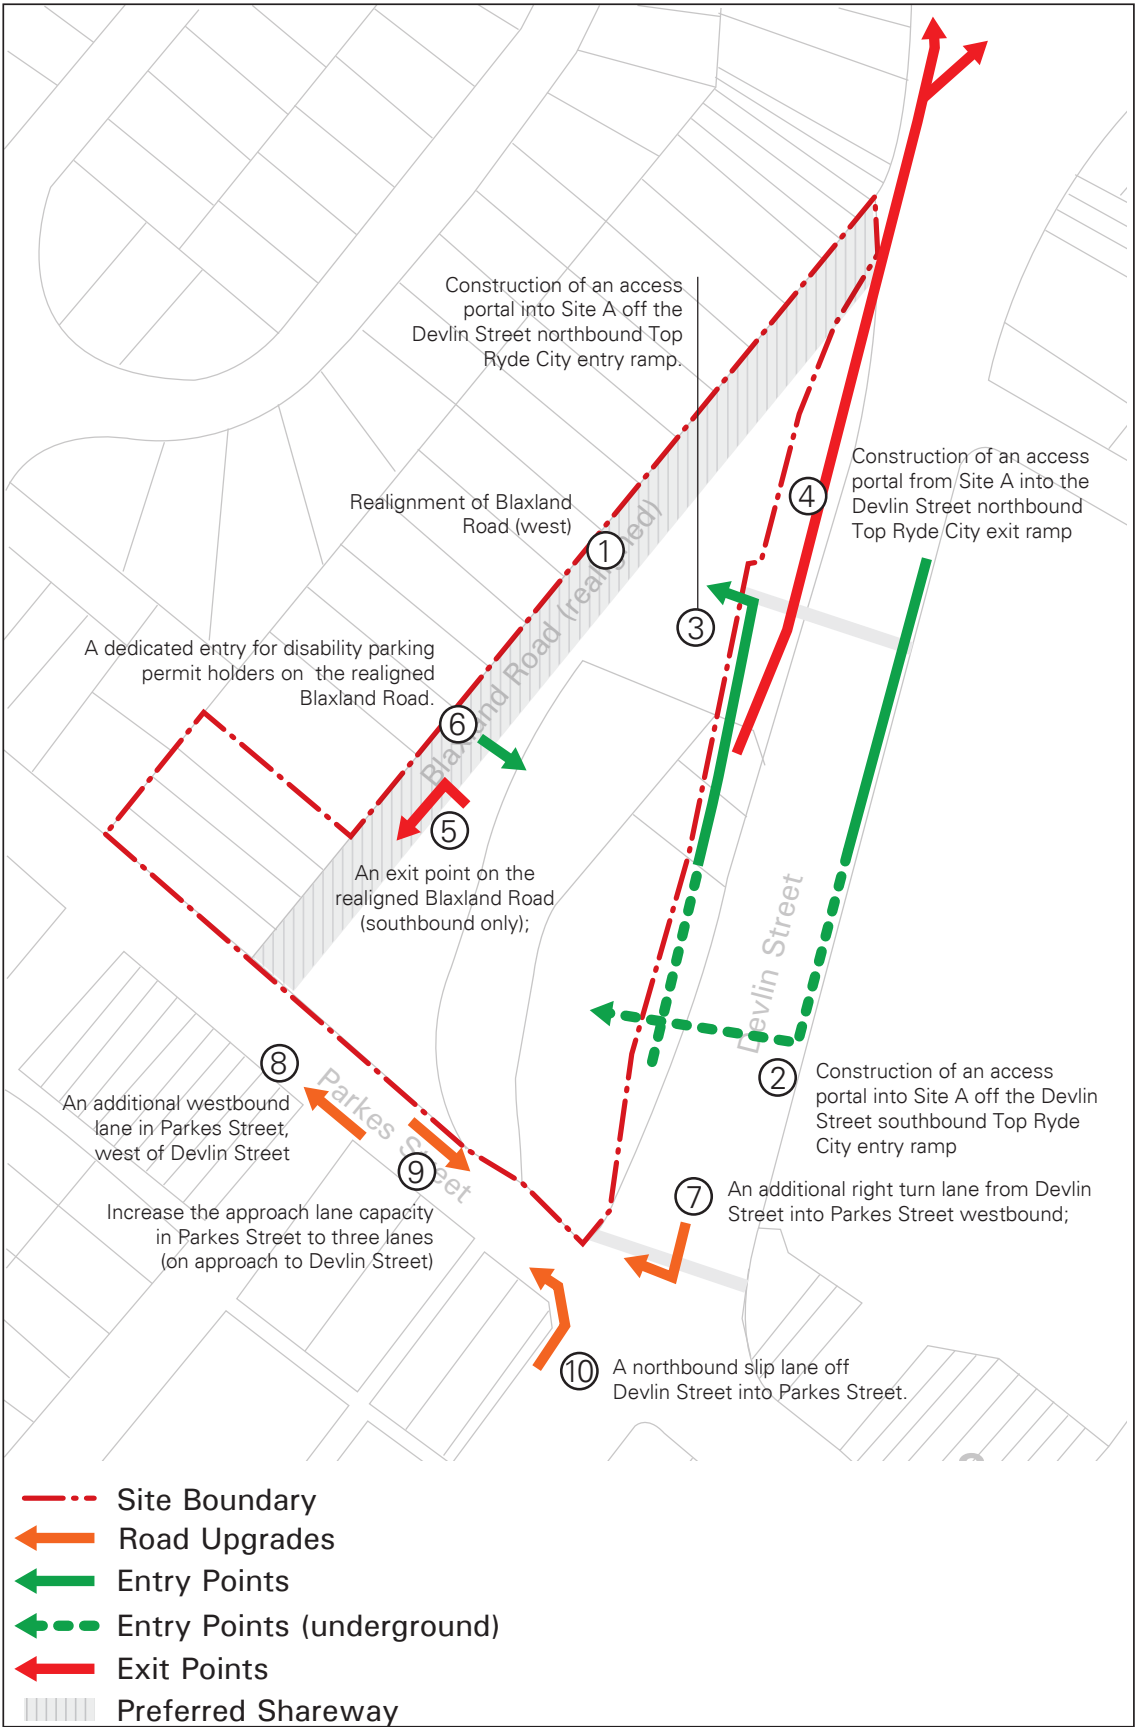 Construction of an access
portal into Site A off the
Devlin Street northbound Top
Ryde City entry ramp.
Construction of an access
portal from Site A into the
Devlin Street northbound
Top Ryde City exit ramp
4
Realignment of Blaxland
Road (west)
1
3
Blaxland Road (realigned)
A dedicated entry for disability parking
permit holders on the realigned
Blaxland Road.
6
5
An exit point on the
realigned Blaxland Road
(southbound only);
Devlin Street
2
Construction of an access
portal into Site A off the Devlin
Street southbound Top Ryde
City entry ramp
8
An additional westbound
lane in Parkes Street,
west of Devlin Street
Parkes Street
9
Increase the approach lane capacity
in Parkes Street to three lanes
(on approach to Devlin Street)
7
An additional right turn lane from Devlin
Street into Parkes Street westbound;
10
A northbound slip lane off
Devlin Street into Parkes Street.
Site Boundary
Road Upgrades
Entry Points
Entry Points (underground)
Exit Points
Preferred Shareway